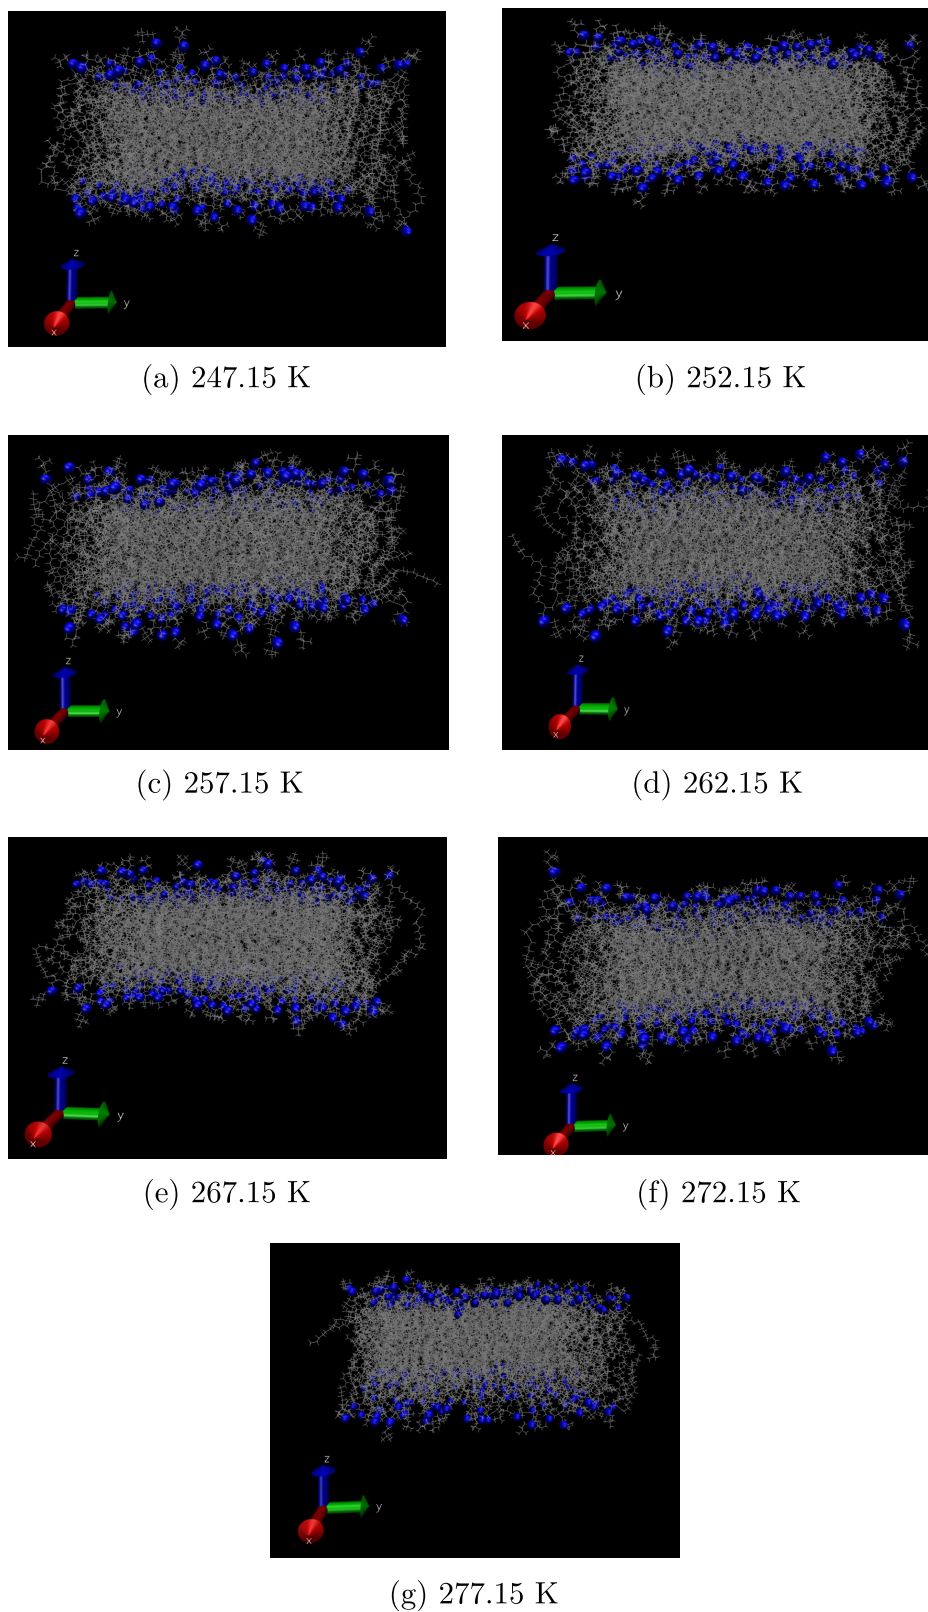 z
y
x
z
y
x
(a) 247.15 K
(b) 252.15 K
z
y
x
z
y
x
(c) 257.15 K
(d) 262.15 K
z
y
x
z
y
x
(e) 267.15 K
(f) 272.15 K
z
y
x
(g) 277.15 K